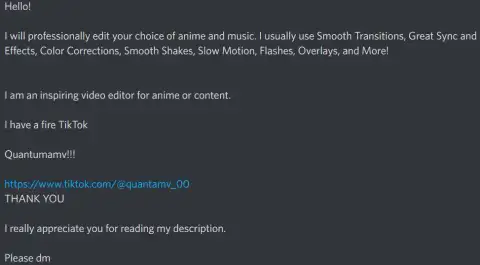 Hello!
I will professionally edit your choice of anime and music. I usually use Smooth Transitions, Great Sync and
Effects, Color Corrections, Smooth Shakes, Slow Motion, Flashes, Overlays, and More!
I am an inspiring video editor for anime or content.
I have a fire TikTok
Quantumamv!!!
https://www.tiktok.com/@quantamv_00
THANK YOU
I really appreciate you for reading my description.
Please dm